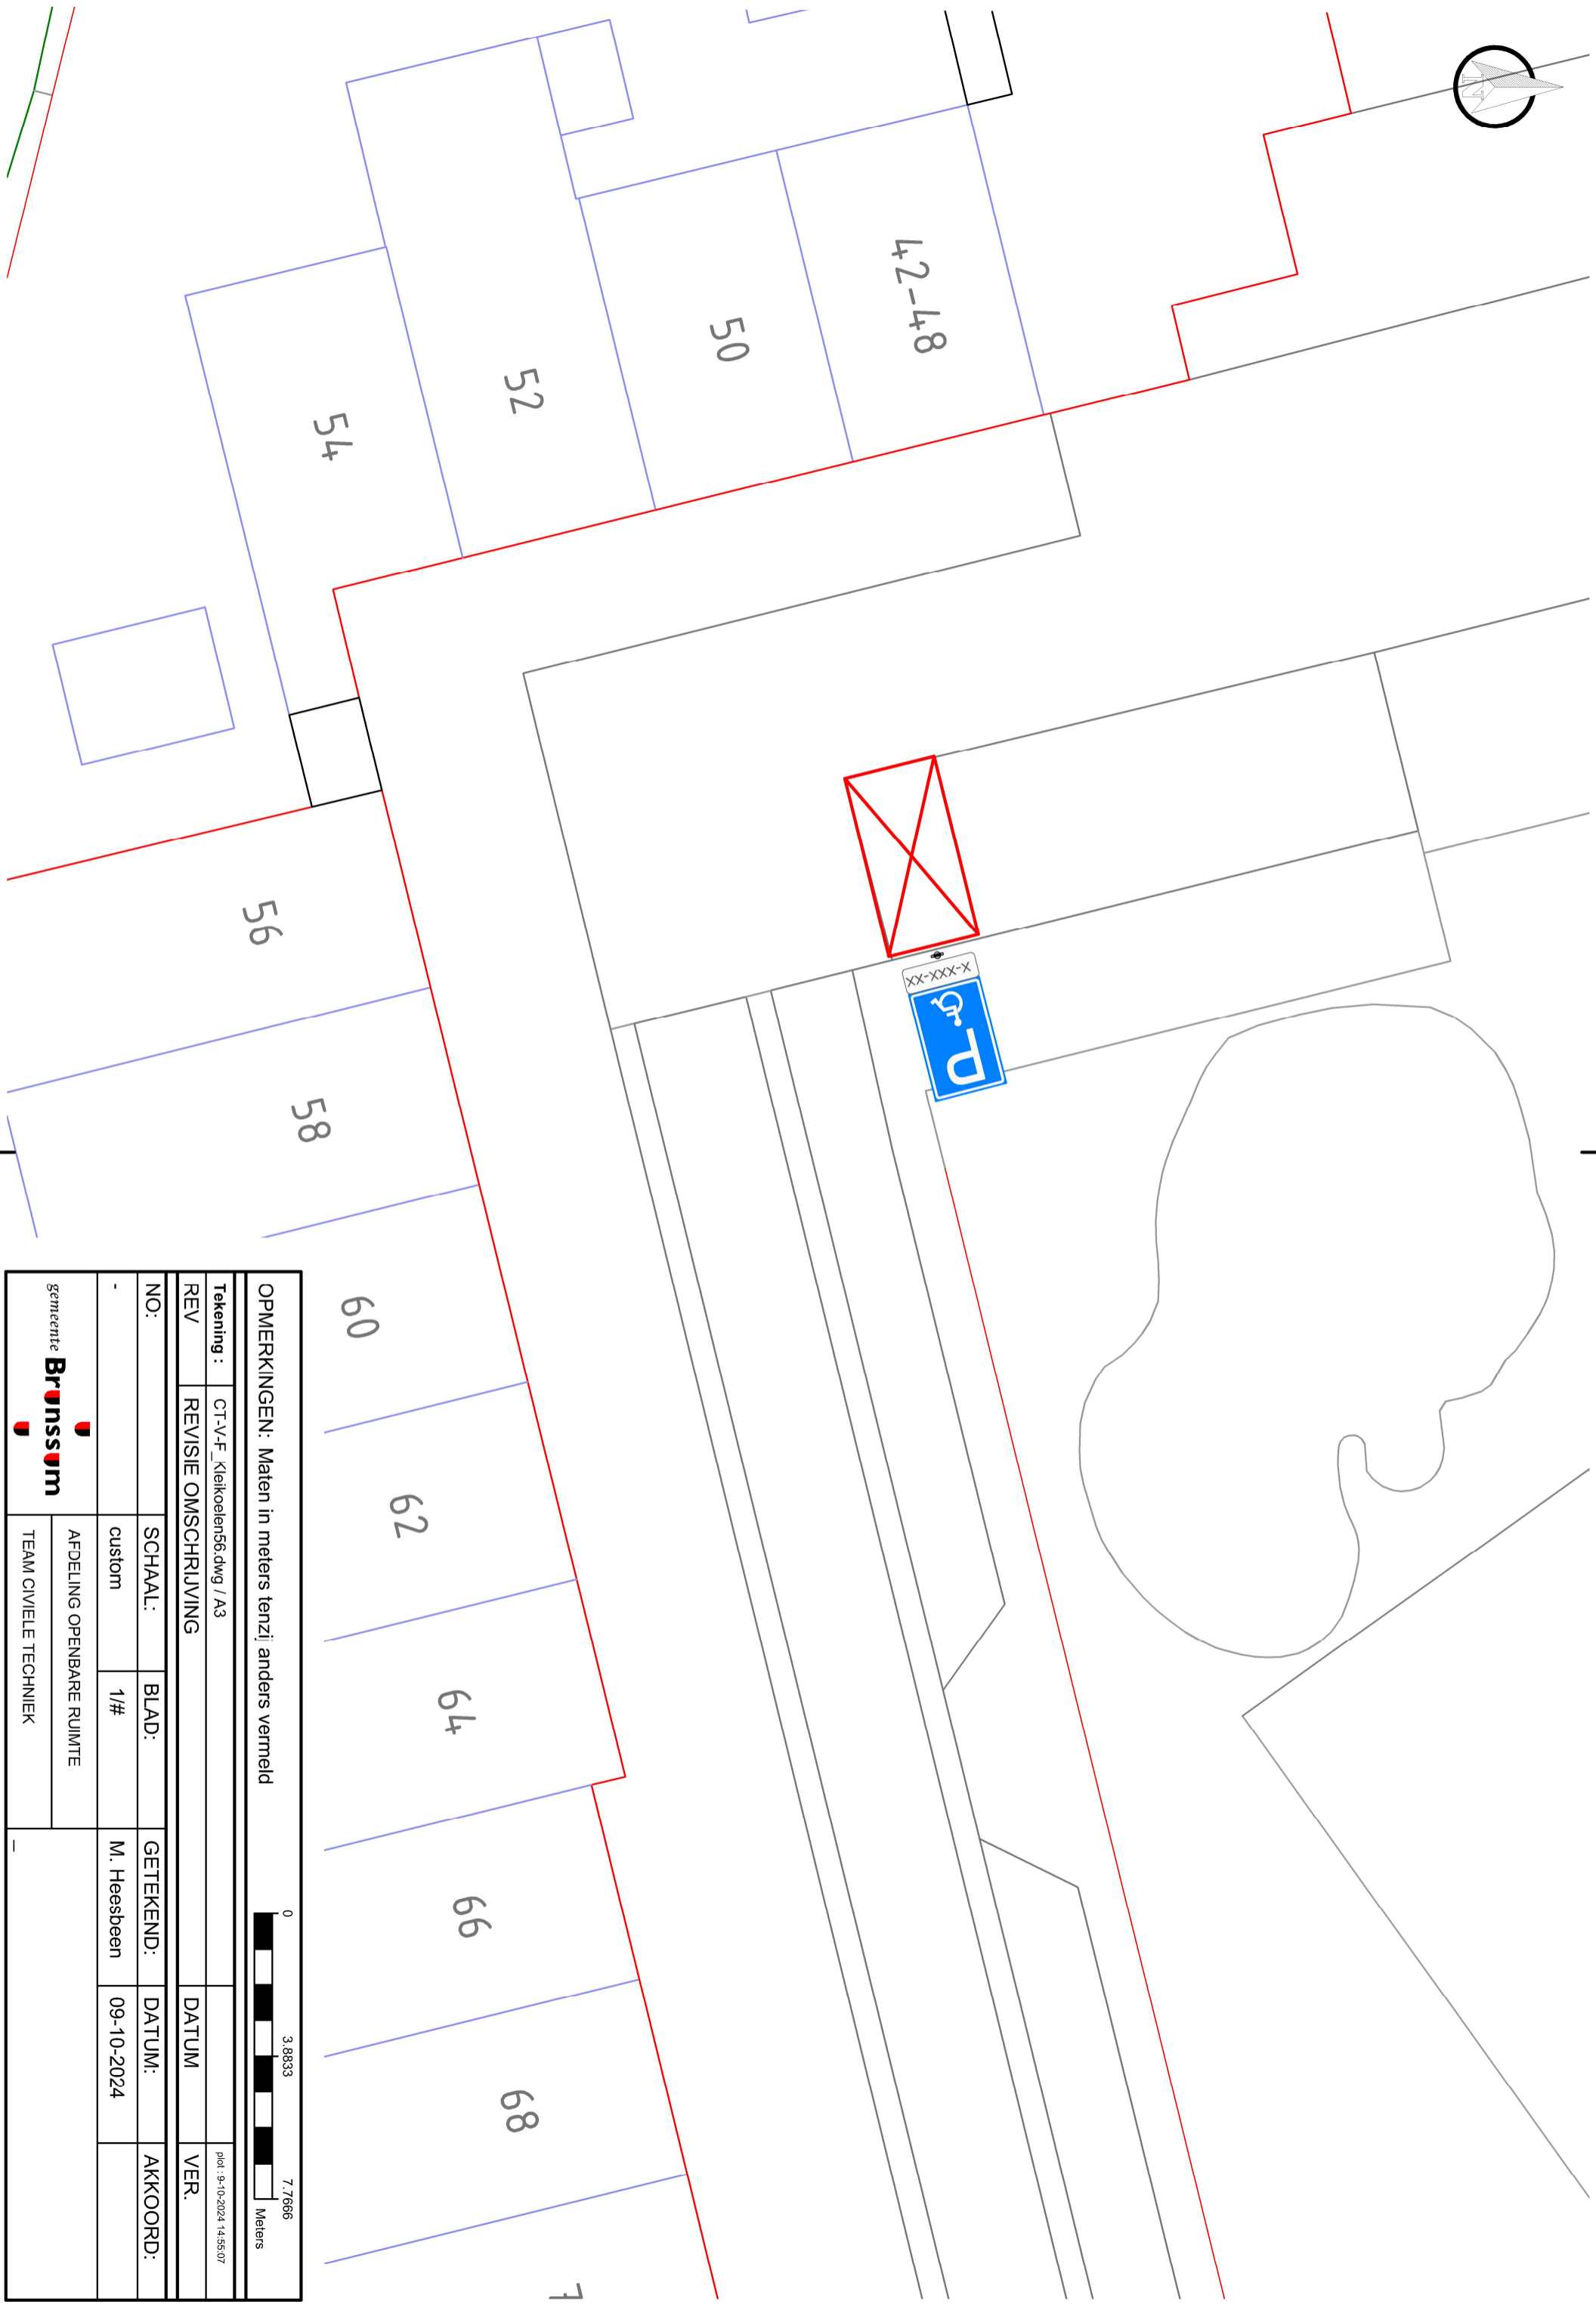 N
42-48
50
52
54
56
58
60
62
64
66
68
7
XX-XXX-X
P
OPMERKINGEN: Maten in meters tenzij anders vermeld
0 3.8833 7.7666
Meters
Tekening : CT-V-F_Kleikoelen56.dwg / A3 plot : 9-10-2024 14:55:07
REV REVISIE OMSCHRIJVING DATUM VER.
NO: SCHAAL: BLAD: GETEKEND: DATUM: AKKOORD:
- custom 1/# M. Heesbeen 09-10-2024
gemeente Brunssum
AFDELING OPENBARE RUIMTE
TEAM CIVIELE TECHNIEK
_